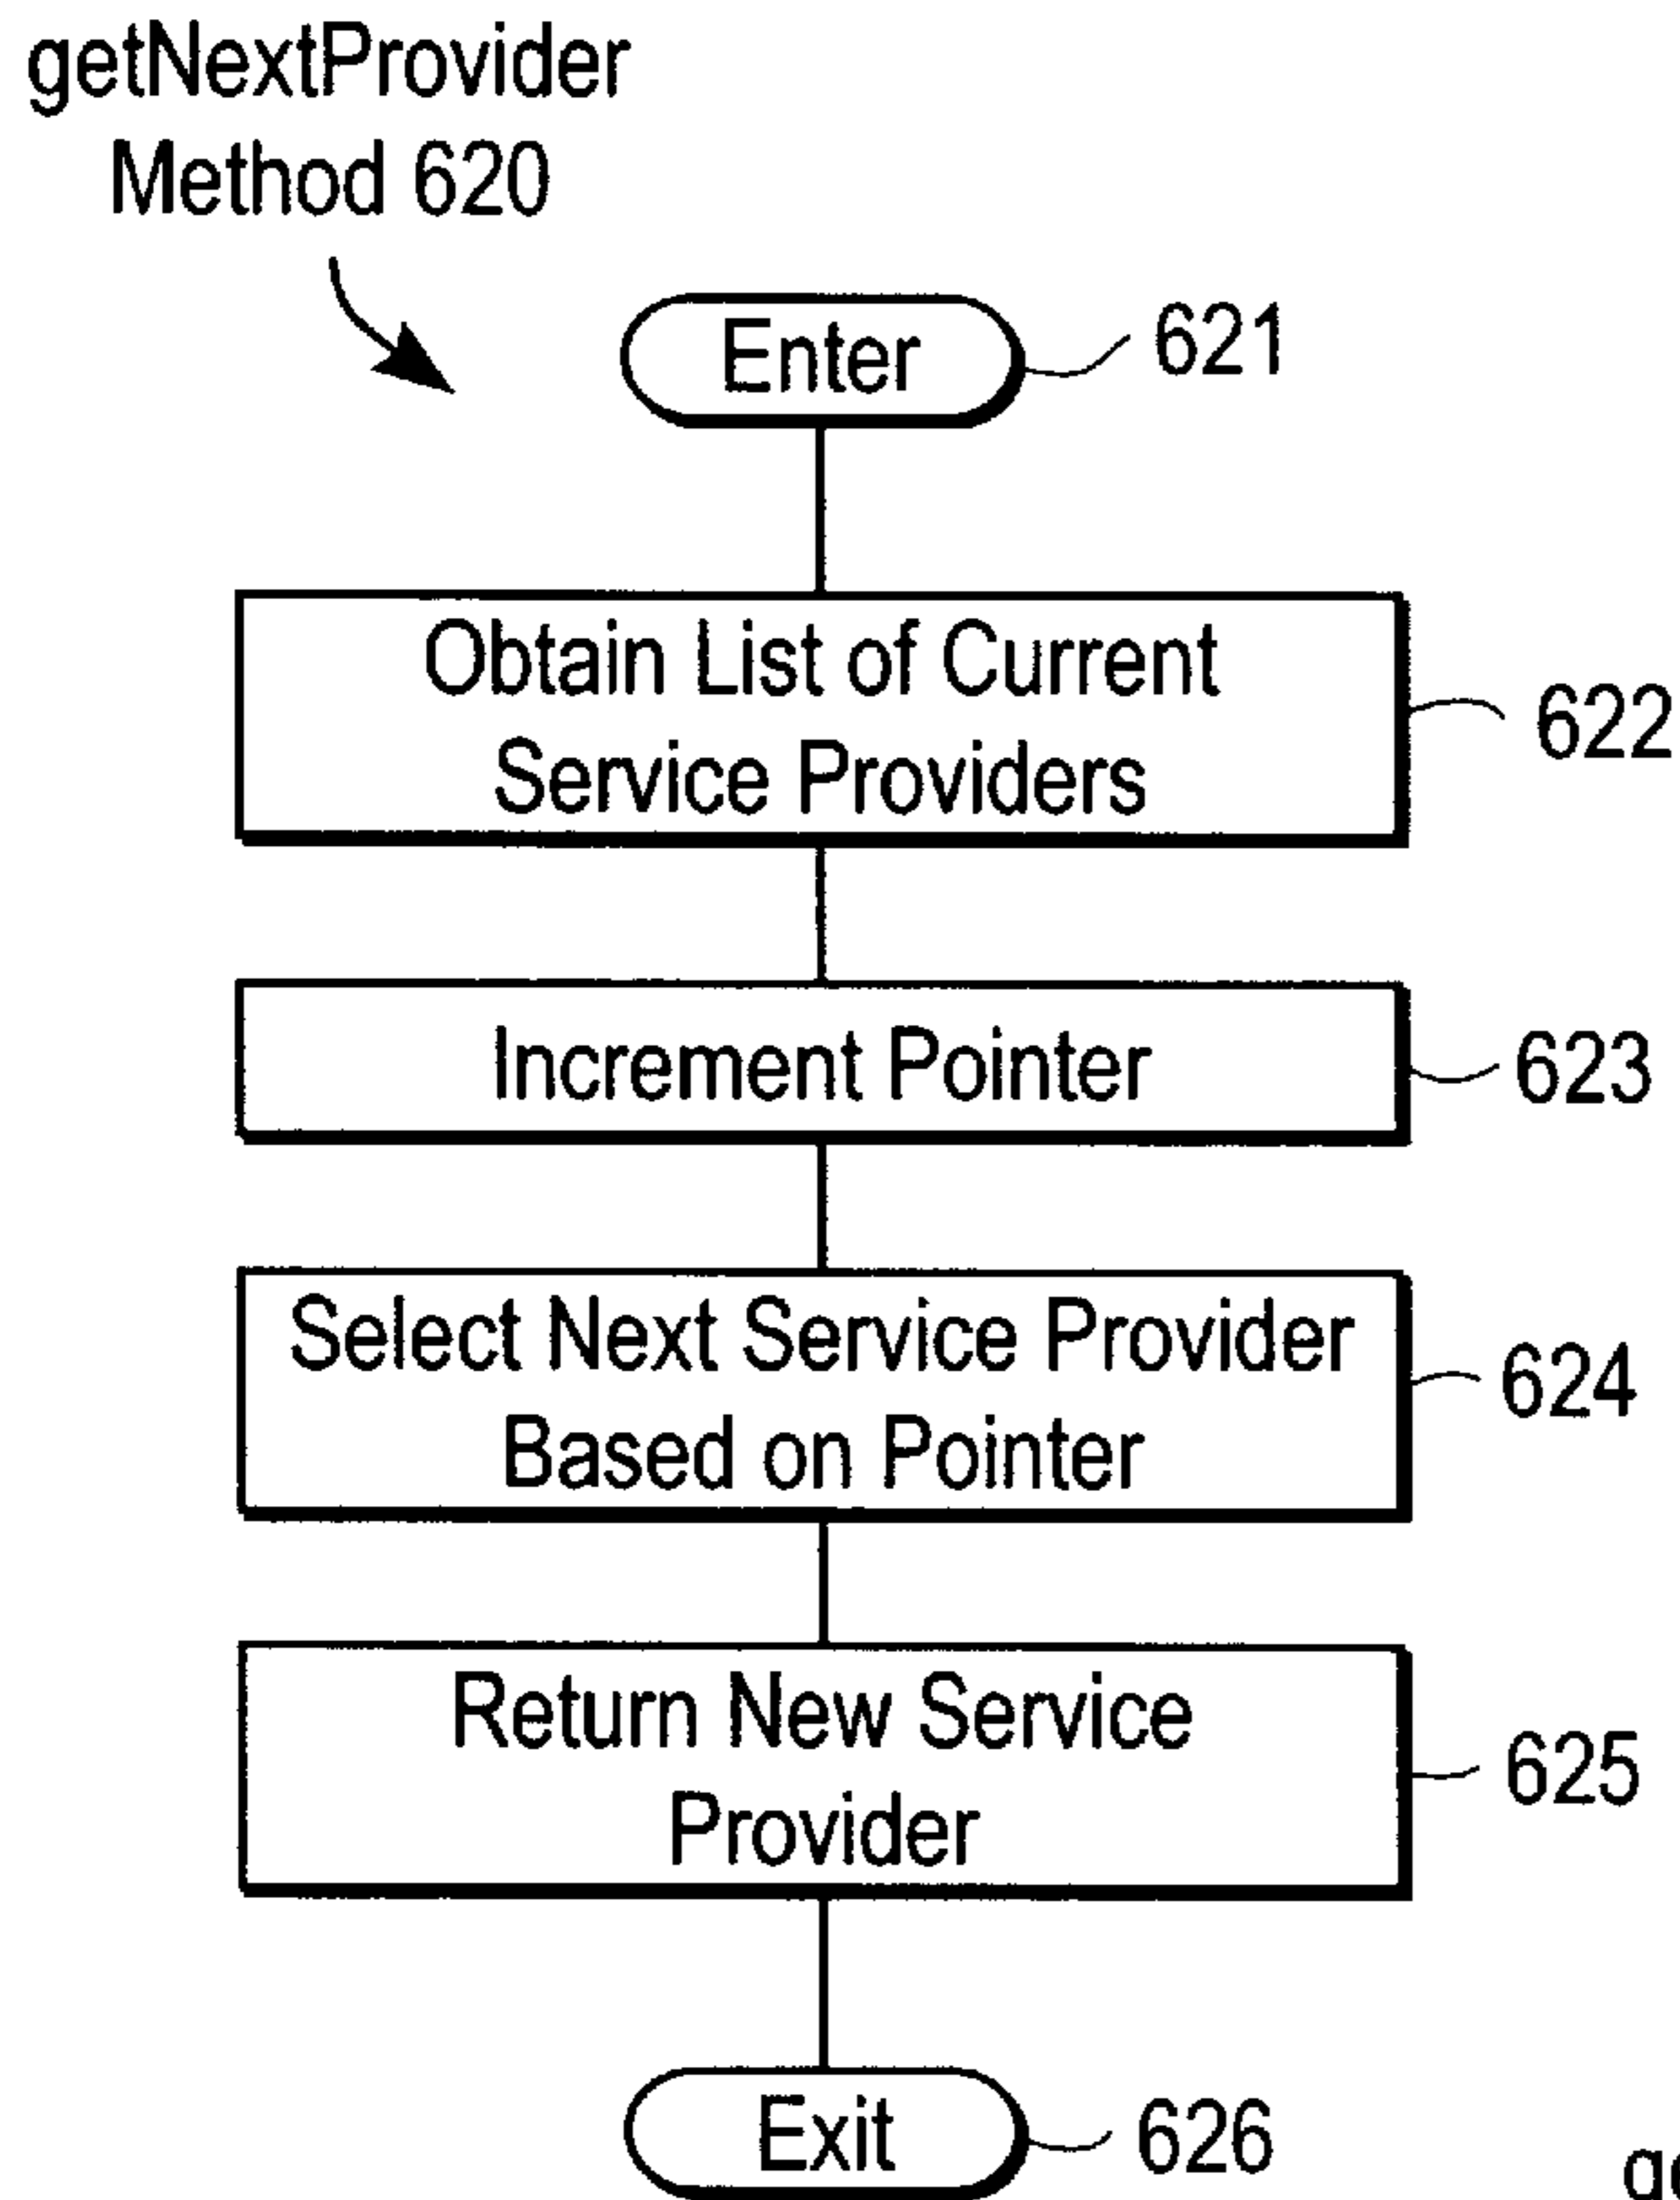 getNextProvider
Method 620
Enter
621
Obtain List of Current
Service Providers
622
Increment Pointer
623
Select Next Service Provider
Based on Pointer
624
Return New Service
Provider
625
Exit
626